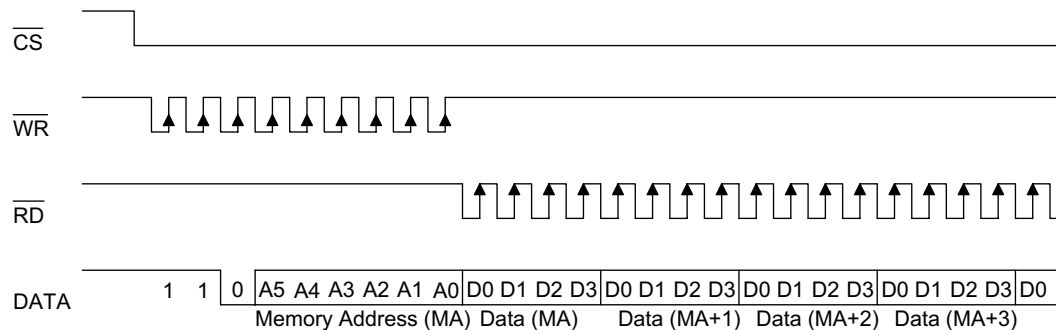 CS
WR
RD
DATA 1 1 0 A5 A4 A3 A2 A1 A0 D0 D1 D2 D3 D0 D1 D2 D3 D0 D1 D2 D3 D0 D1 D2 D3 D0
Memory Address (MA) Data (MA) Data (MA+1) Data (MA+2) Data (MA+3)